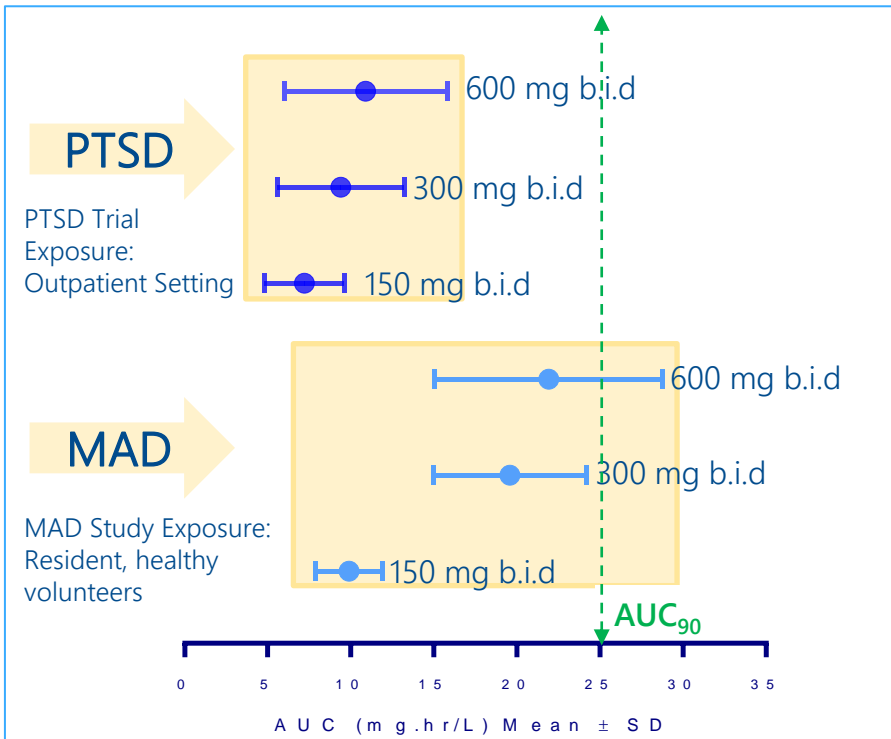 600 mg b.i.d
PTSD
300 mg b.i.d
PTSD Trial
Exposure:
Outpatient Setting
150 mg b.i.d
600 mg b.i.d
MAD
300 mg b.i.d
MAD Study Exposure:
Resident, healthy
volunteers
150 mg b.i.d
AUC90
0 5 10 15 20 25 30 35
AUC (mg.hr/L) Mean ± SD